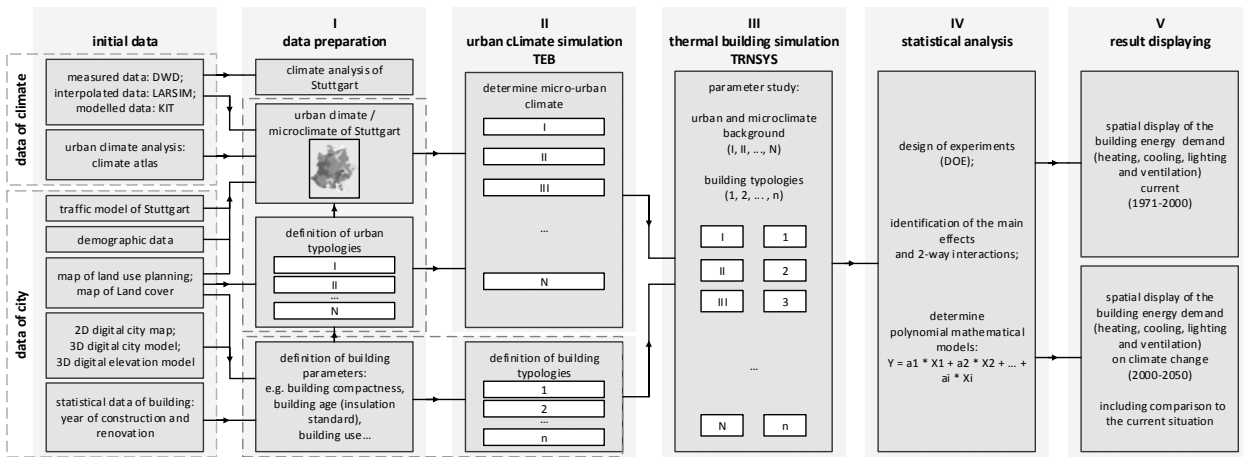 initial data
data of climate
measured data: DWD;
interpolated data: LARSIM;
modelled data: KIT
urban climate analysis:
climate atlas
data of city
traffic model of Stuttgart
demographic data
map of land use planning;
map of Land cover
2D digital city map;
3D digital city model;
3D digital elevation model
statistical data of building:
year of construction and
renovation
I
data preparation
climate analysis of
Stuttgart
urban climate /
microclimate of Stuttgart
definition of urban
typologies
I
II
...
N
definition of building
parameters:
e.g. building compactness,
building age (insulation
standard),
building use...
II
urban cLimate simulation
TEB
determine micro-urban
climate
I
II
III
...
N
definition of building
typologies
1
2
...
n
III
thermal building simulation
TRNSYS
parameter study:
urban and microclimate
background
(I, II, ..., N)
building typologies
(1, 2, ... , n)
I 1
II 2
III 3
...
N n
IV
statistical analysis
design of experiments
(DOE);
identification of the main
effects
and 2-way interactions;
determine
polynomial mathematical
models:
Y = a1 * X1 + a2 * X2 + ... +
ai * Xi
V
result displaying
spatial display of the
building energy demand
(heating, cooling, lighting
and ventilation)
current
(1971-2000)
spatial display of the
building energy demand
(heating, cooling, lighting
and ventilation)
on climate change
(2000-2050)
including comparison to
the current situation